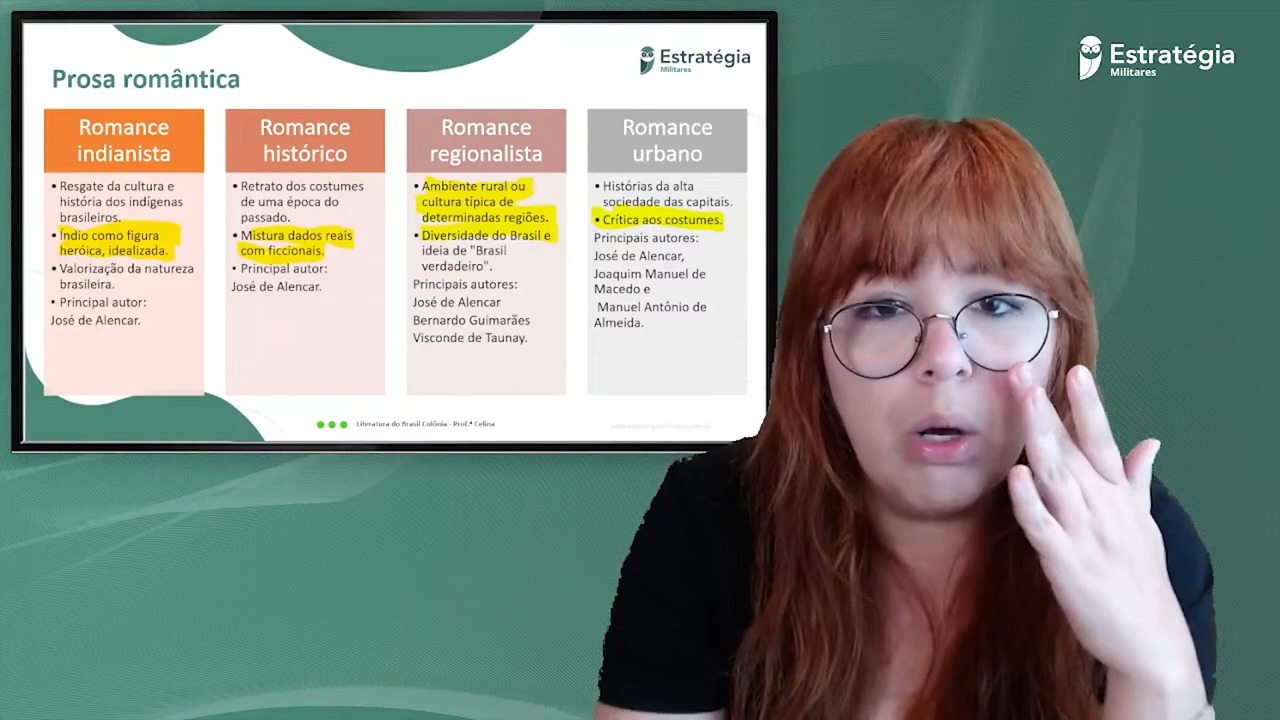 Prosa romântica
Estratégia
Militares
Romance
indianista
• Resgate da cultura e
história dos indígenas
brasileiros.
• Índio como figura
heróica, idealizada.
• Valorização da natureza
brasileira.
• Principal autor:
José de Alencar.
Romance
histórico
• Retrato dos costumes
de uma época do
passado.
• Mistura dados reais
com ficcionais.
• Principal autor:
José de Alencar.
Romance
regionalista
• Ambiente rural ou
cultura típica de
determinadas regiões.
• Diversidade do Brasil e
ideia de "Brasil
verdadeiro".
Principais autores:
José de Alencar
Bernardo Guimarães
Visconde de Taunay.
Romance
urbano
• Histórias da alta
sociedade das capitais.
• Crítica aos costumes.
Principais autores:
José de Alencar,
Joaquim Manuel de
Macedo e
Manuel Antônio de
Almeida.
Literatura do Brasil Colônia - Prof.ª Celina
Estratégia
Militares